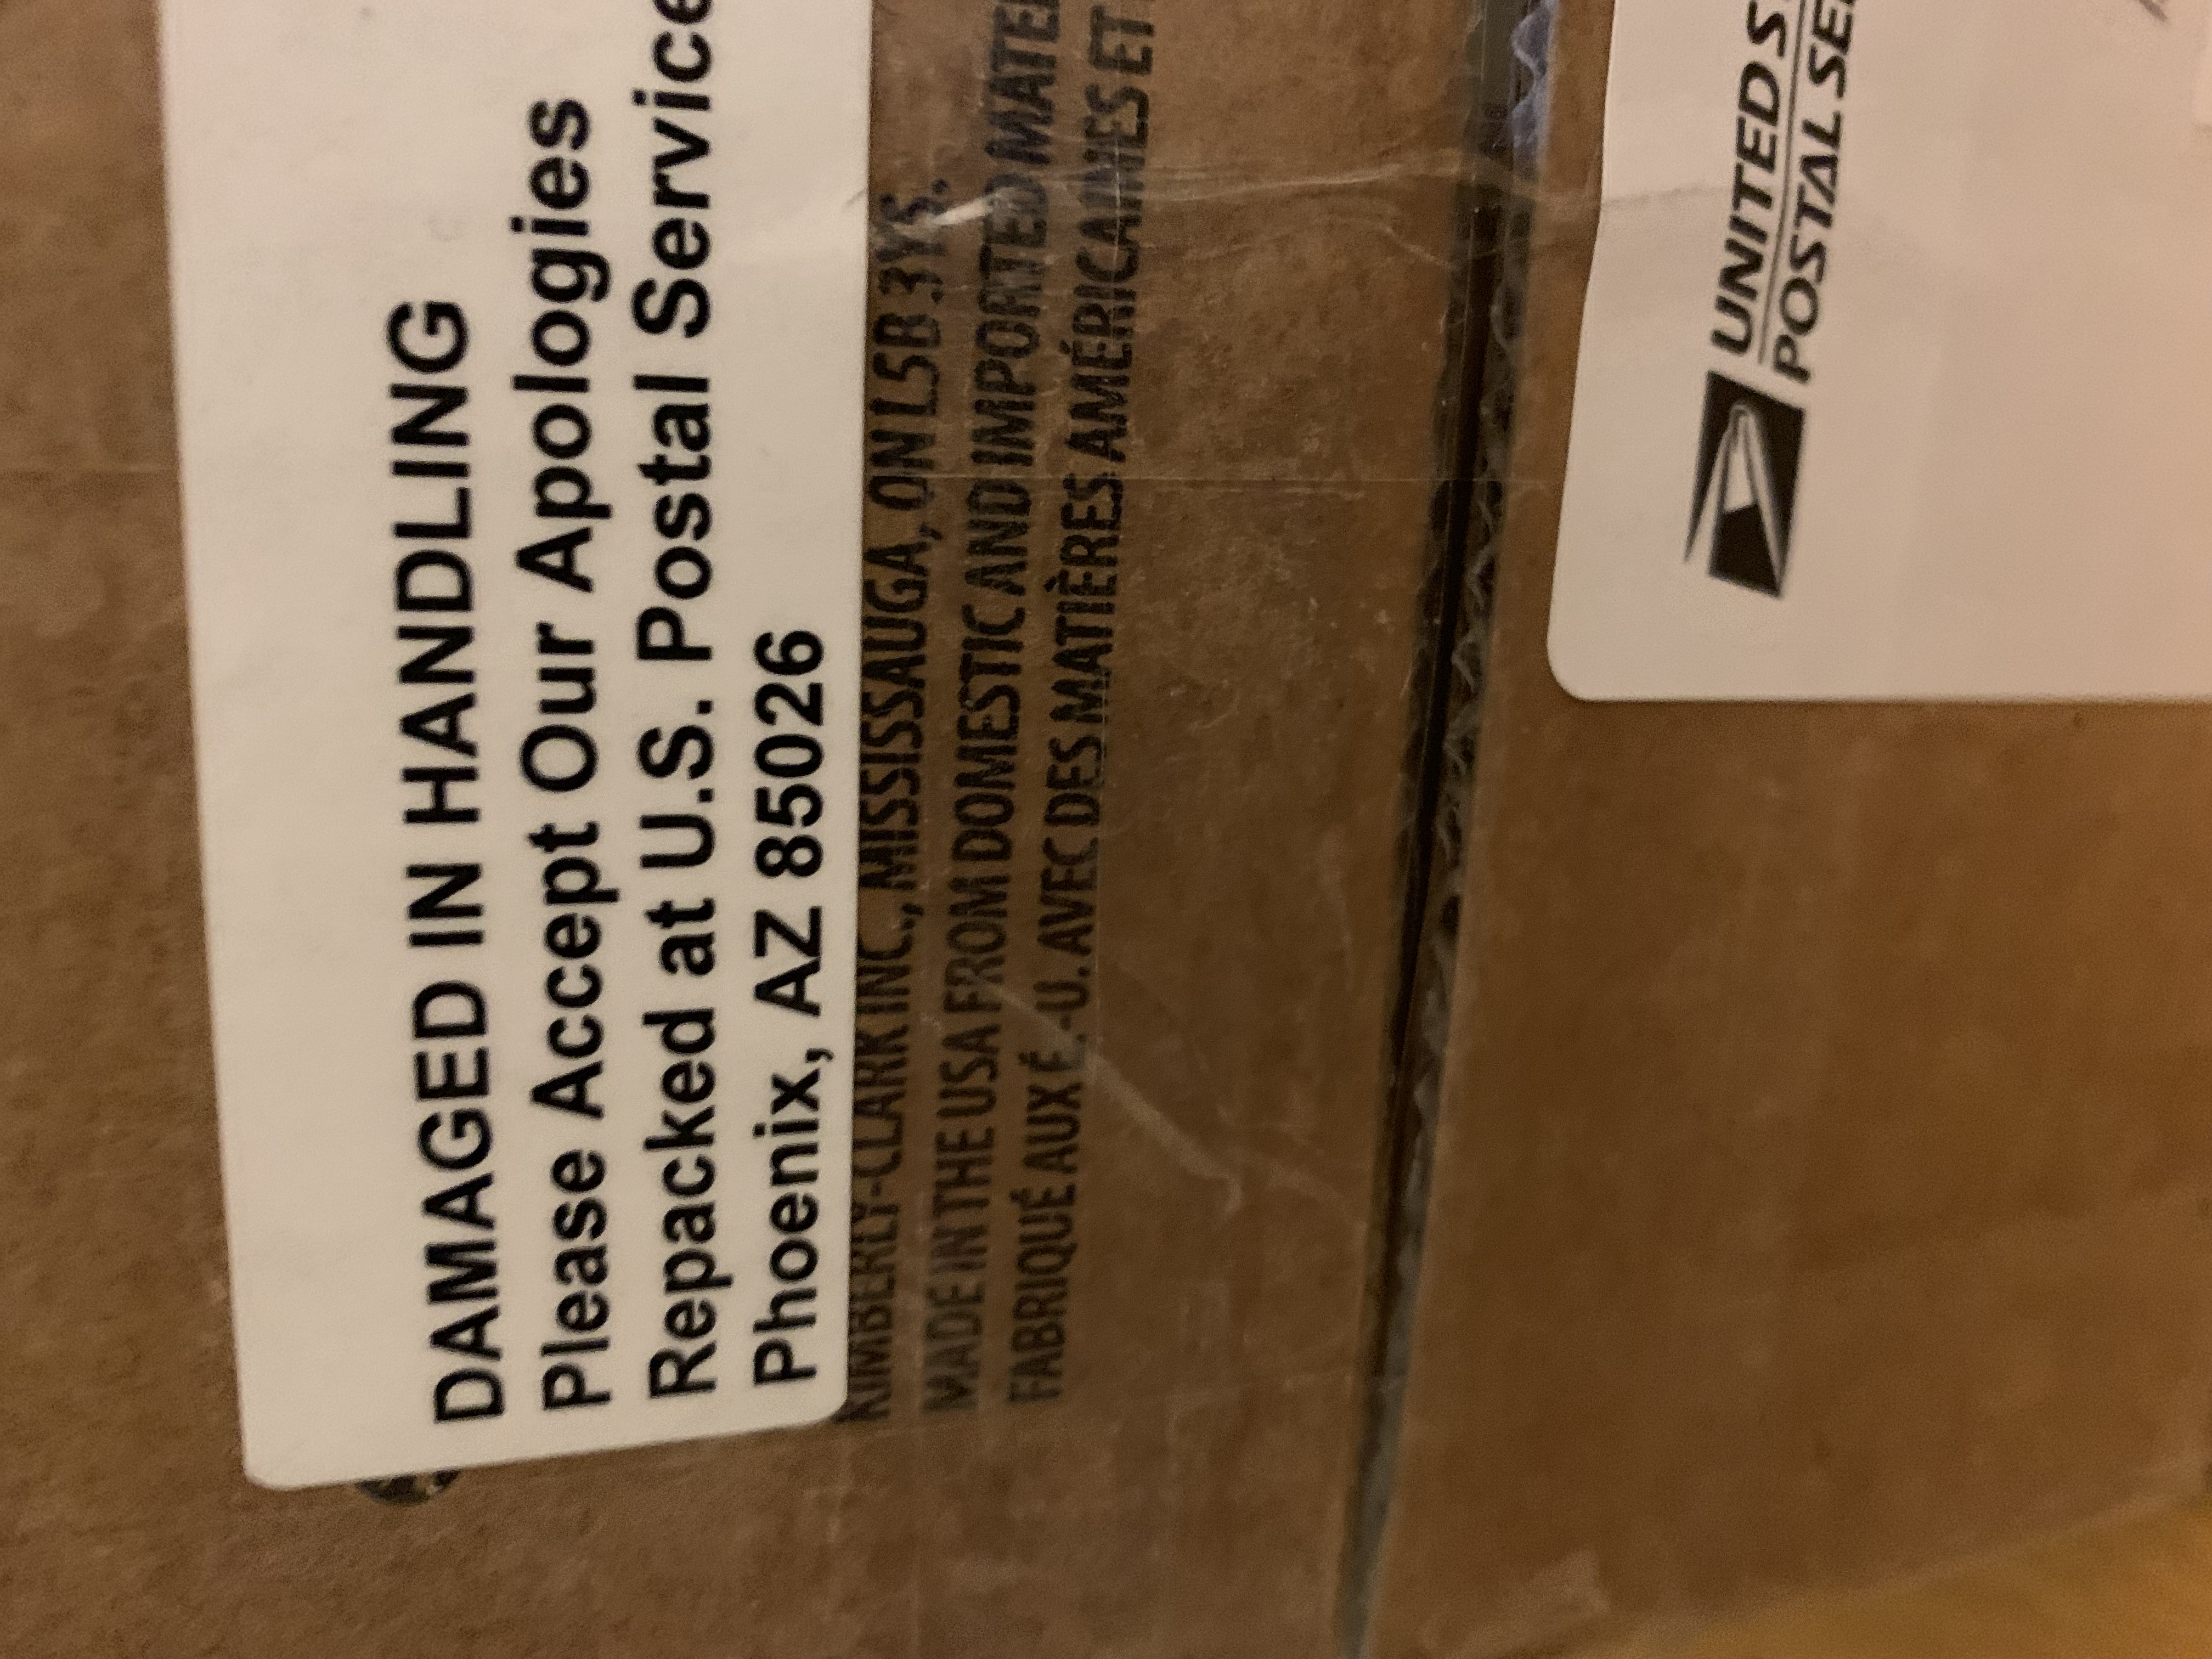 DAMAGED IN HANDLING
Please Accept Our Apologies
Repacked at U.S. Postal Service
Phoenix, AZ 85026
KIMBERLY-CLARK INC., MISSISSAUGA, ON L5B 3Y5.
MADE IN THE USA FROM DOMESTIC AND IMPORTED
FABRIQUÉ AUX É.-U. AVEC DES MATIÈRES AMÉRICAINES ET
UNITED
POSTAL